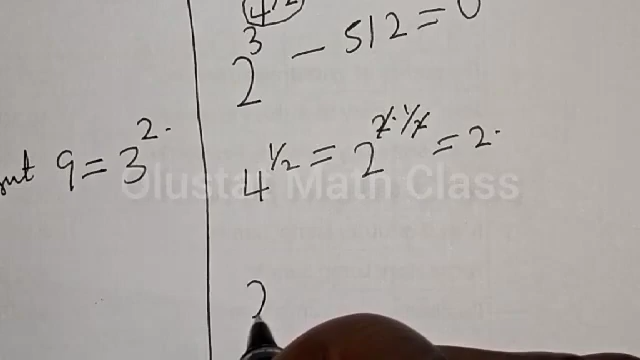 4^{1/2}
2^3 - 512 = 0
9 = 3^2.
4^{1/2} = 2^{2·1/2} = 2.
Olustar Math Class
2